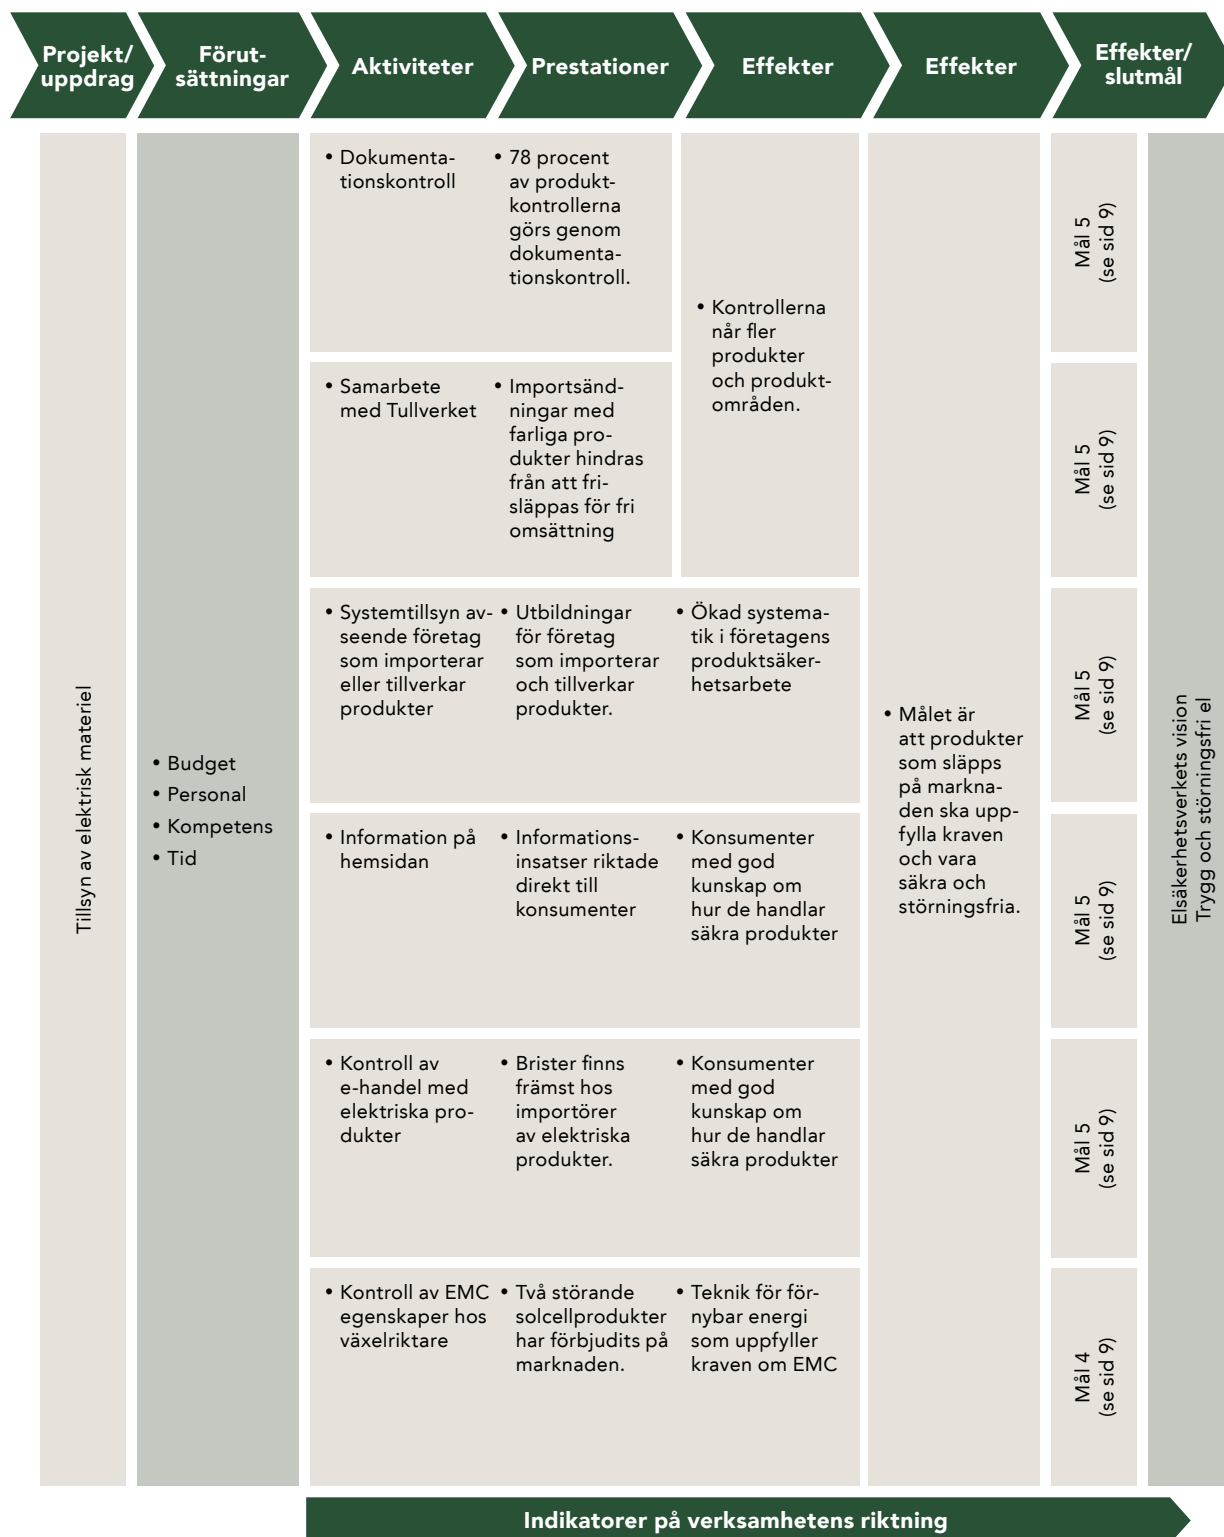 Projekt/
uppdrag
Förut-
sättningar
Aktiviteter
Prestationer
Effekter
Effekter
Effekter/
slutmål
Tillsyn av elektrisk materiel
• Budget
• Personal
• Kompetens
• Tid
• Dokumenta-
tionskontroll
• 78 procent
av produkt-
kontrollerna
görs genom
dokumenta-
tionskontroll.
• Samarbete
med Tullverket
• Importsänd-
ningar med
farliga pro-
dukter hindras
från att fri-
släppas för fri
omsättning
• Kontrollerna
når fler
produkter
och produkt-
områden.
• Systemtillsyn av-
seende företag
som importerar
eller tillverkar
produkter
• Utbildningar
för företag
som importerar
och tillverkar
produkter.
• Ökad systema-
tik i företagens
produktsäker-
hetsarbete
• Information på
hemsidan
• Informations-
insatser riktade
direkt till
konsumenter
• Konsumenter
med god
kunskap om
hur de handlar
säkra produkter
• Kontroll av
e-handel med
elektriska pro-
dukter
• Brister finns
främst hos
importörer
av elektriska
produkter.
• Konsumenter
med god
kunskap om
hur de handlar
säkra produkter
• Kontroll av EMC
egenskaper hos
växelriktare
• Två störande
solcellprodukter
har förbjudits på
marknaden.
• Teknik för för-
nybar energi
som uppfyller
kraven om EMC
• Målet är
att produkter
som släpps
på markna-
den ska upp-
fylla kraven
och vara
säkra och
störningsfria.
Mål 5
(se sid 9)
Mål 5
(se sid 9)
Mål 5
(se sid 9)
Mål 5
(se sid 9)
Mål 5
(se sid 9)
Mål 4
(se sid 9)
Elsäkerhetsverkets vision
Trygg och störningsfri el
Indikatorer på verksamhetens riktning